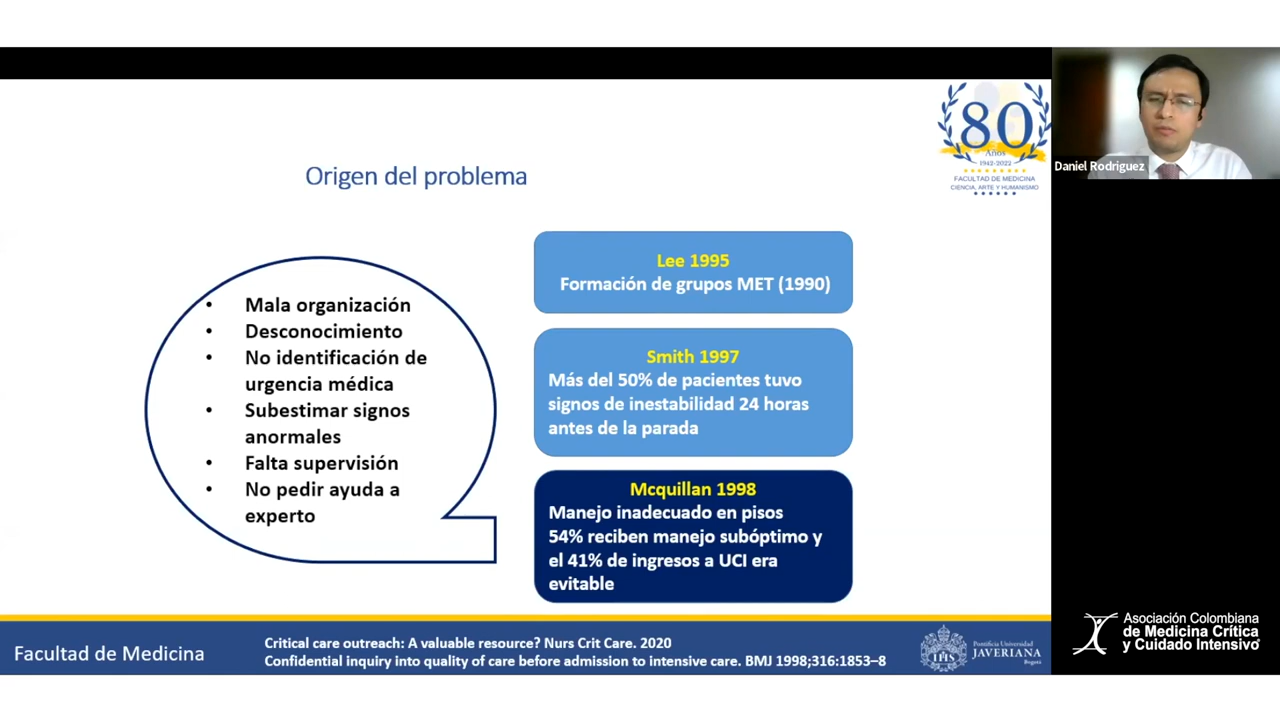 80
Años
1942-2022
FACULTAD DE MEDICINA
CIENCIA, ARTE Y HUMANISMO
Daniel Rodriguez
Origen del problema
• Mala organización
• Desconocimiento
• No identificación de
urgencia médica
• Subestimar signos
anormales
• Falta supervisión
• No pedir ayuda a
experto
Lee 1995
Formación de grupos MET (1990)
Smith 1997
Más del 50% de pacientes tuvo
signos de inestabilidad 24 horas
antes de la parada
Mcquillan 1998
Manejo inadecuado en pisos
54% reciben manejo subóptimo y
el 41% de ingresos a UCI era
evitable
Facultad de Medicina
Critical care outreach: A valuable resource? Nurs Crit Care. 2020
Confidential inquiry into quality of care before admission to intensive care. BMJ 1998;316:1853–8
Pontificia Universidad
JAVERIANA
Bogotá
Asociación Colombiana
de Medicina Crítica
y Cuidado Intensivo